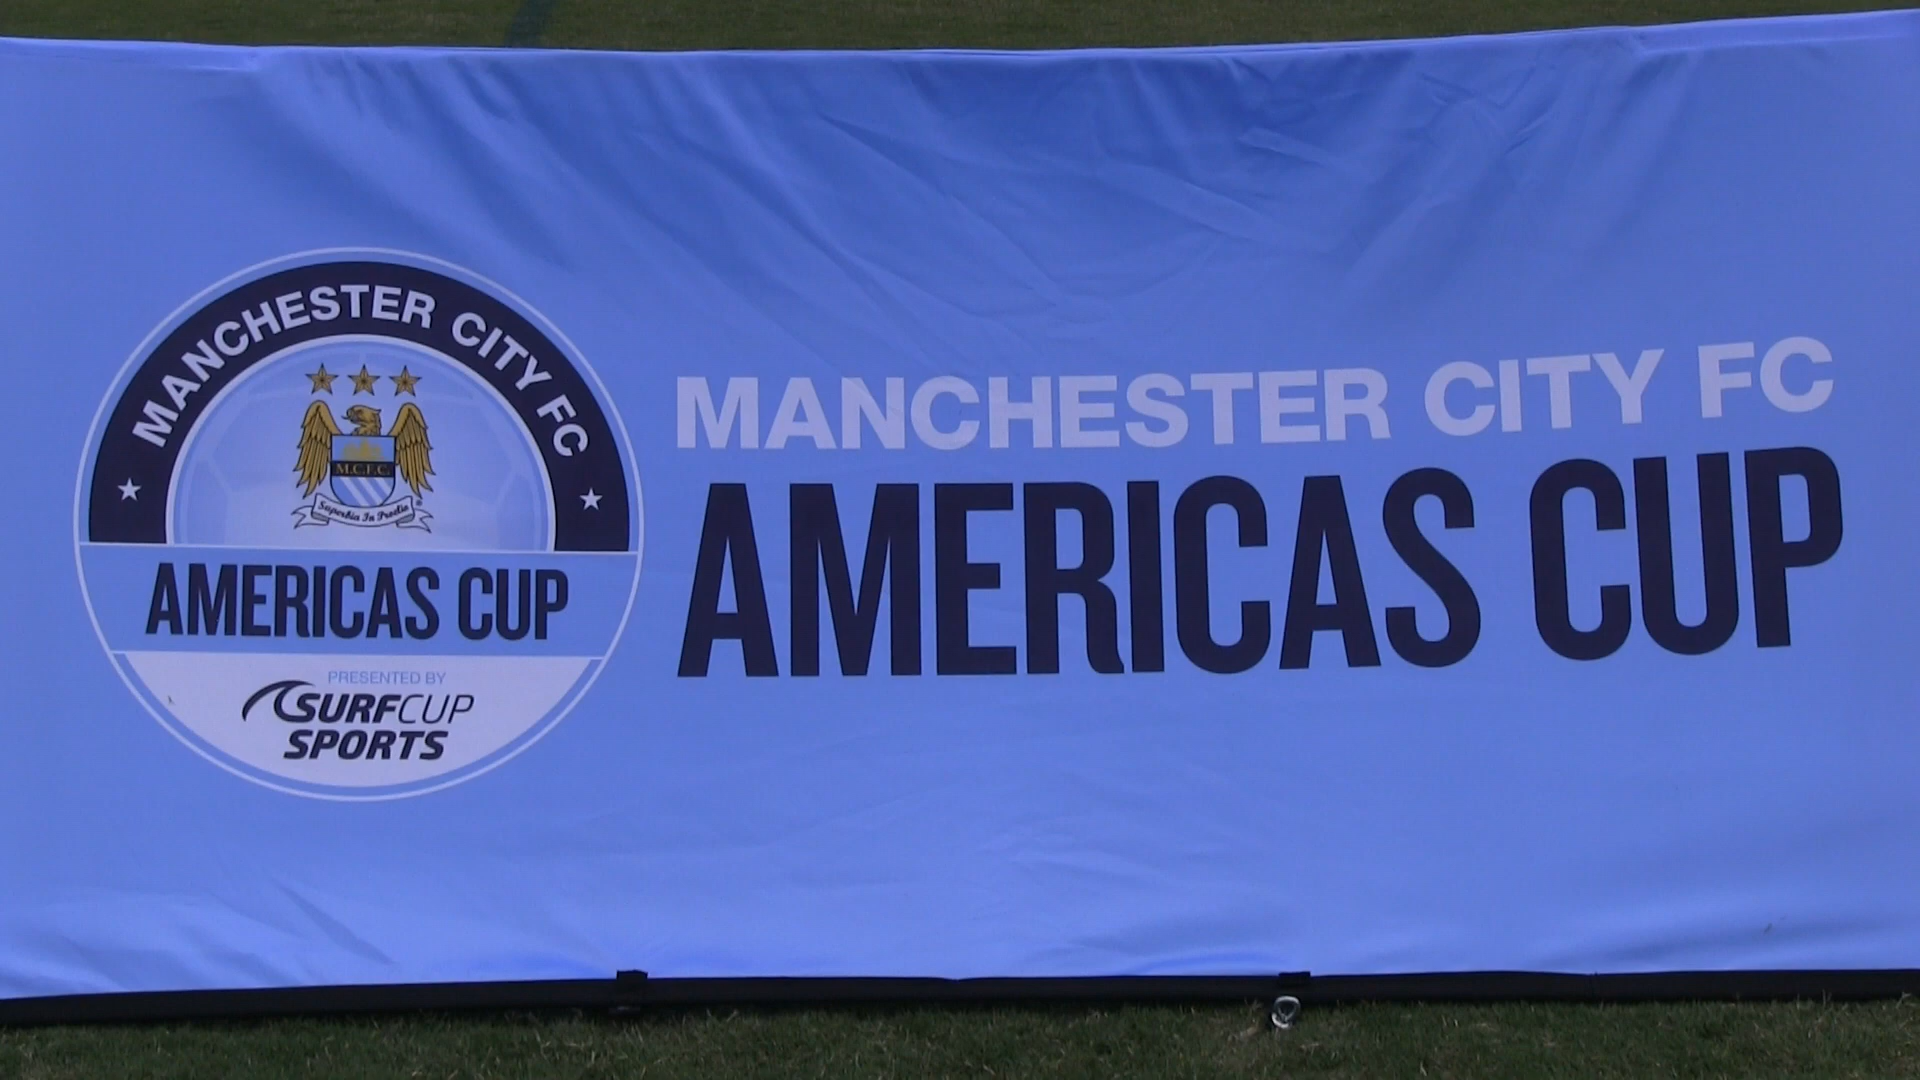 MANCHESTER CITY FC
M.C.F.C.
Superbia In Proelio
AMERICAS CUP
PRESENTED BY
SURFCUP
SPORTS
MANCHESTER CITY FC
AMERICAS CUP